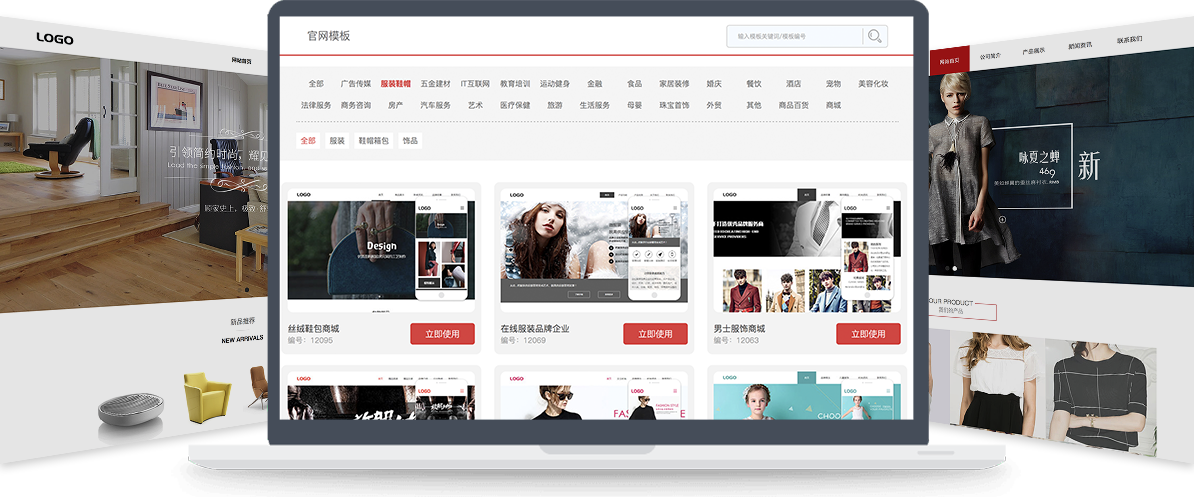 LOGO
网站首页
引领简约时尚，耀见
Lead the simple fashion
顾家史上，极致·舒
新品推荐
NEW ARRIVALS
官网模板
输入模板关键词/模板编号
全部 广告传媒 服装鞋帽 五金建材 IT互联网 教育培训 运动健身 金融 食品 家居装修 婚庆 餐饮 酒店 宠物 美容化妆
法律服务 商务咨询 房产 汽车服务 艺术 医疗保健 旅游 生活服务 母婴 珠宝首饰 外贸 其他 商品百货 商城
全部 服装 鞋帽箱包 饰品
LOGO
LOGO
Design
LOGO
LOGO
LOGO
LOGO
丝绒鞋包商城
编号：12095
立即使用
在线服装品牌企业
编号：12069
立即使用
男士服饰商城
编号：12063
立即使用
LOGO
LOGO
LOGO
LOGO
FASHION STYLE
LOGO
CHOO
网站首页 公司简介 产品展示 新闻资讯 联系我们
咏夏之蝉
469
新
OUR PRODUCT
我们的产品